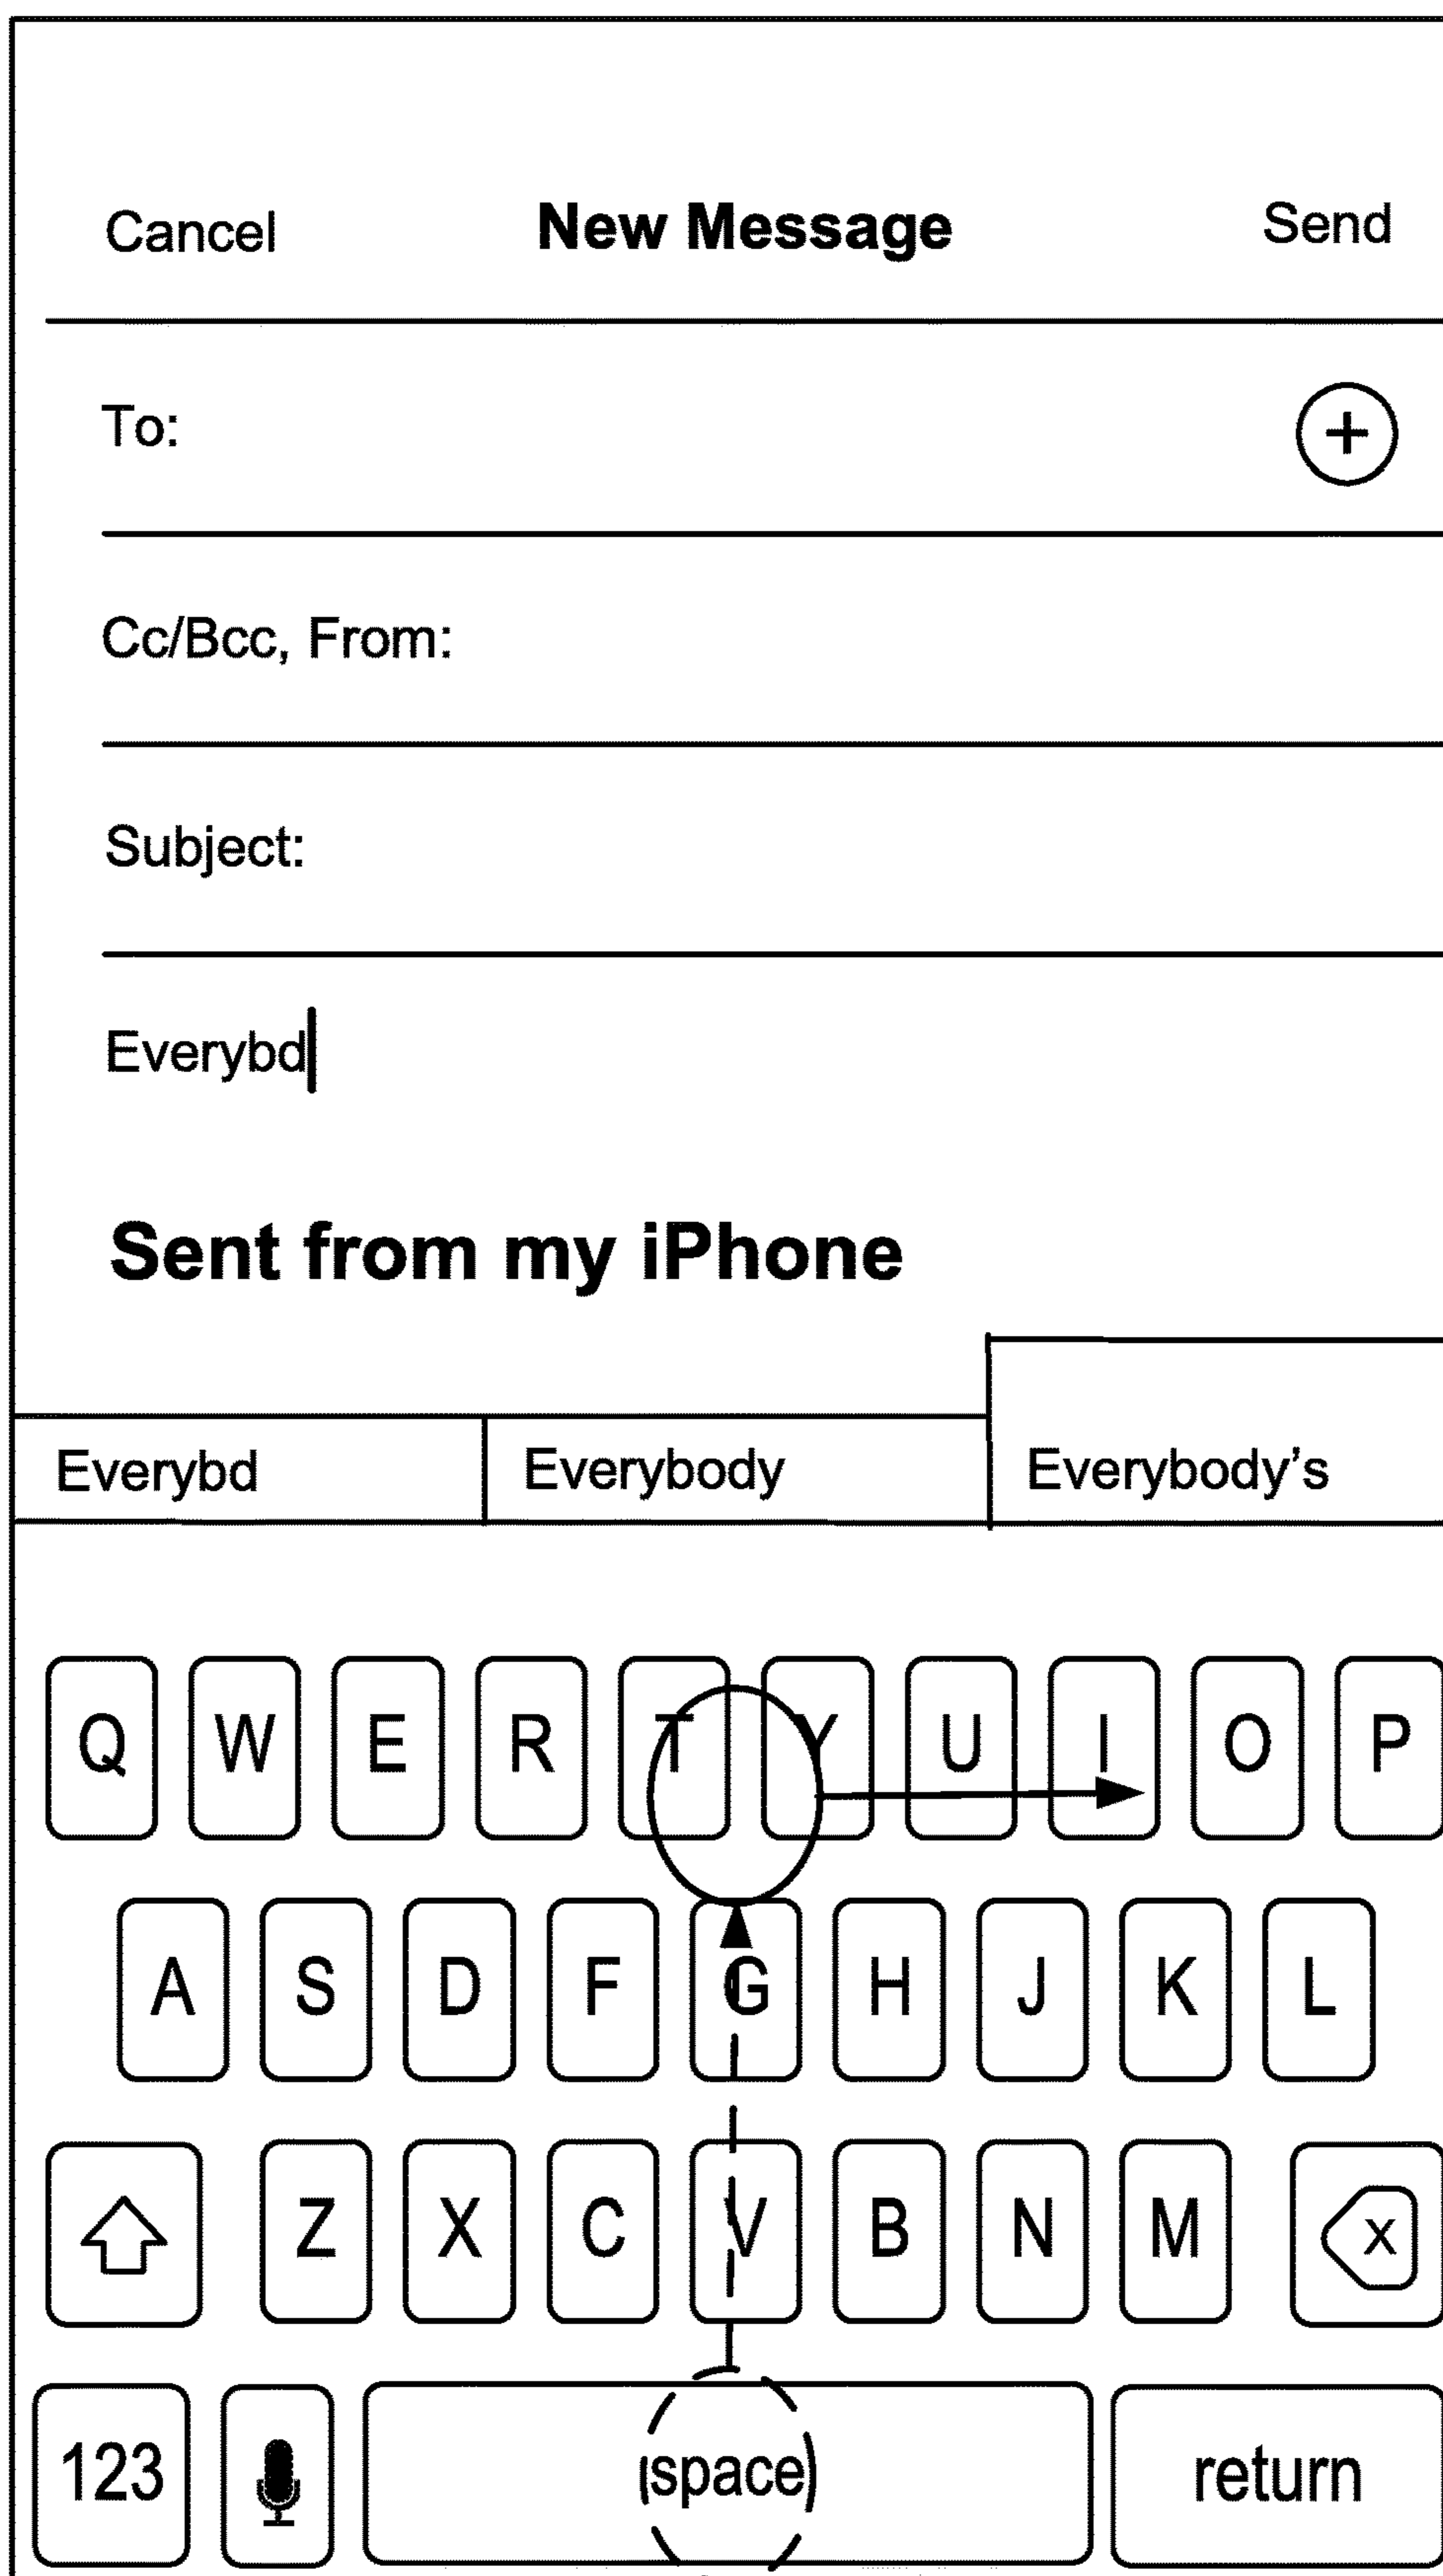 Cancel New Message Send
To: +
Cc/Bcc, From:
Subject:
Everybd
Sent from my iPhone
Everybd Everybody Everybody's
Q W E R T Y U I O P
A S D F G H J K L
Z X C V B N M X
123 space return